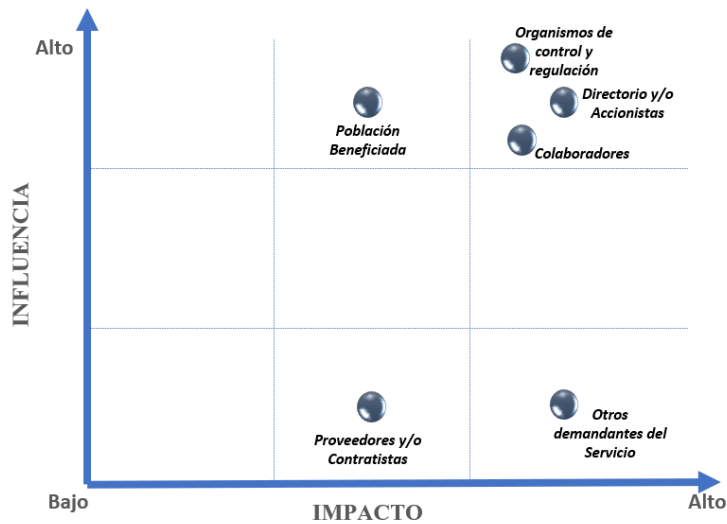 Alto
Organismos de
control y
regulación
Directorio y/o
Accionistas
Población
Beneficiada
Colaboradores
INFLUENCIA
Proveedores y/o
Contratistas
Otros
demandantes del
Servicio
Bajo
IMPACTO
Alto